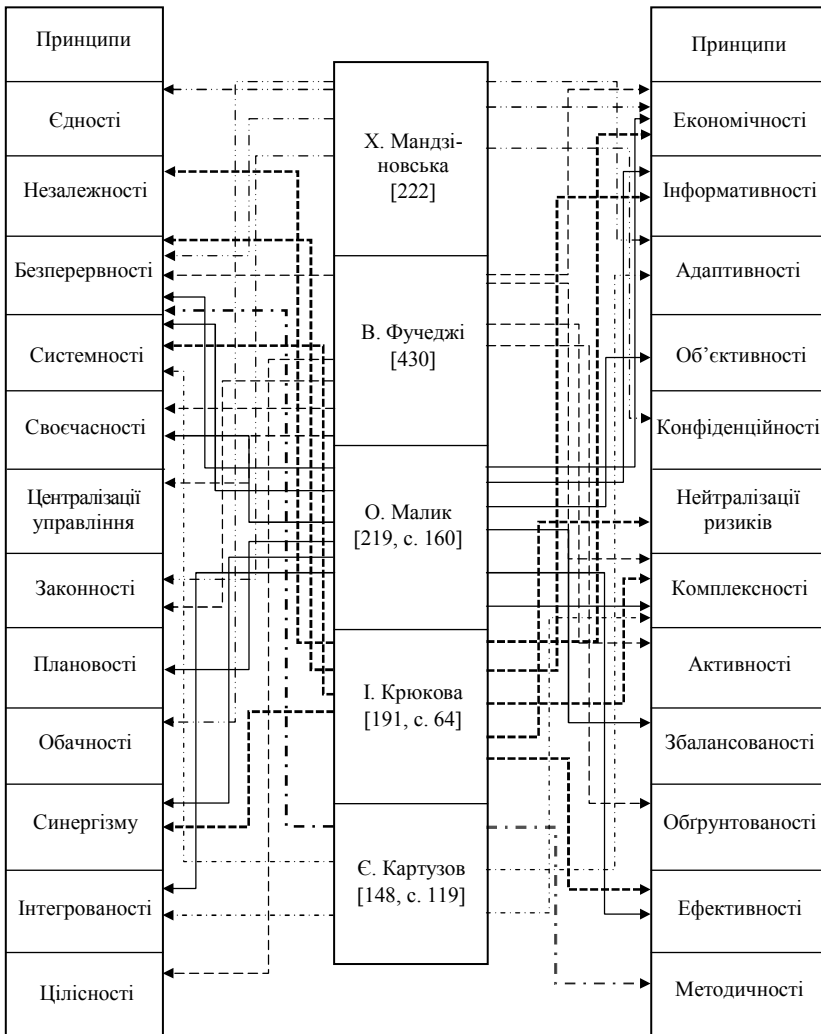 Принципи
Єдності
Незалежності
Безперервності
Системності
Своєчасності
Централізації
управління
Законності
Плановості
Обачності
Синергізму
Інтегрованості
Цілісності
Х. Мандзі-
новська
[222]
В. Фучеджі
[430]
О. Малик
[219, с. 160]
І. Крюкова
[191, с. 64]
Є. Картузов
[148, с. 119]
Принципи
Економічності
Інформативності
Адаптивності
Об’єктивності
Конфіденційності
Нейтралізації
ризиків
Комплексності
Активності
Збалансованості
Обґрунтованості
Ефективності
Методичності